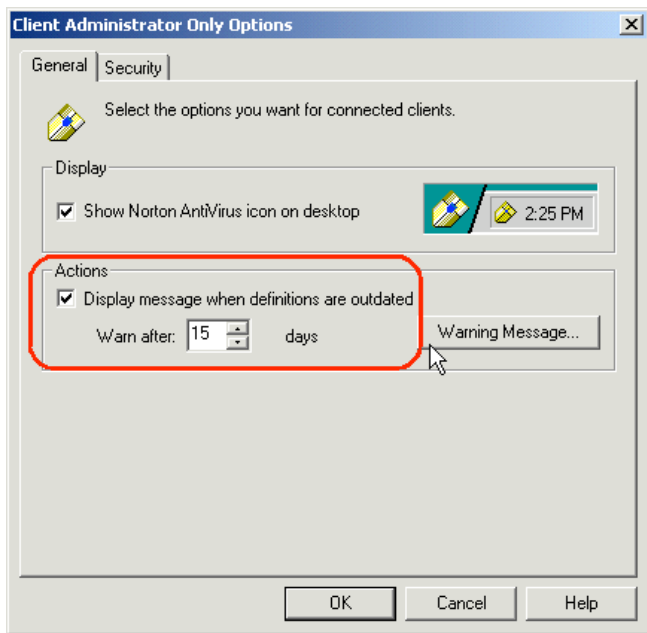 Client Administrator Only Options
General
Security
Select the options you want for connected clients.
Display
Show Norton AntiVirus icon on desktop
2:25 PM
Actions
Display message when definitions are outdated
Warn after: 15 days
Warning Message...
OK
Cancel
Help